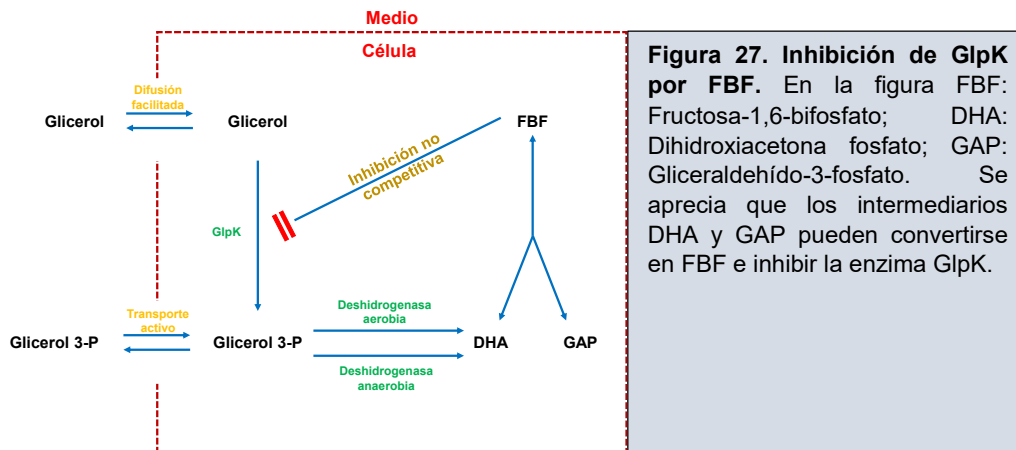 Medio
Célula
Difusión
facilitada
Glicerol
Glicerol
FBF
Inhibición no
competitiva
GlpK
Transporte
activo
Glicerol 3-P
Glicerol 3-P
Deshidrogenasa
aerobia
Deshidrogenasa
anaerobia
DHA
GAP
Figura 27. Inhibición de GlpK
por FBF. En la figura FBF:
Fructosa-1,6-bifosfato; DHA:
Dihidroxiacetona fosfato; GAP:
Gliceraldehído-3-fosfato. Se
aprecia que los intermediarios
DHA y GAP pueden convertirse
en FBF e inhibir la enzima GlpK.